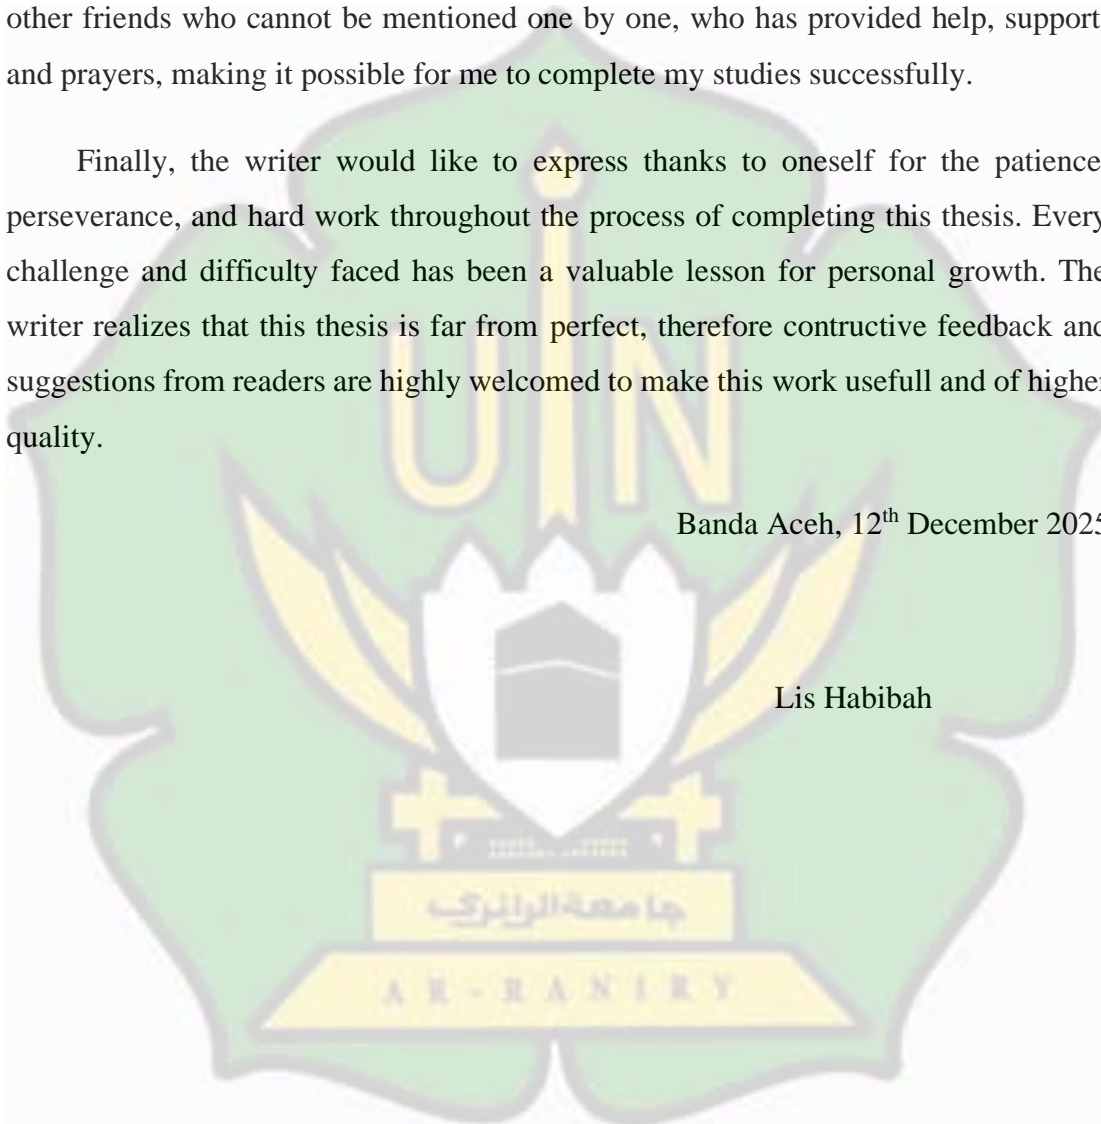 other friends who cannot be mentioned one by one, who has provided help, support
and prayers, making it possible for me to complete my studies successfully.
Finally, the writer would like to express thanks to oneself for the patience
perseverance, and hard work throughout the process of completing this thesis. Every
challenge and difficulty faced has been a valuable lesson for personal growth. The
writer realizes that this thesis is far from perfect, therefore contructive feedback and
suggestions from readers are highly welcomed to make this work usefull and of higher
quality.
UIN
Banda Aceh, 12th December 2025
Lis Habibah
جامعة الرانري
AR-RANIRY